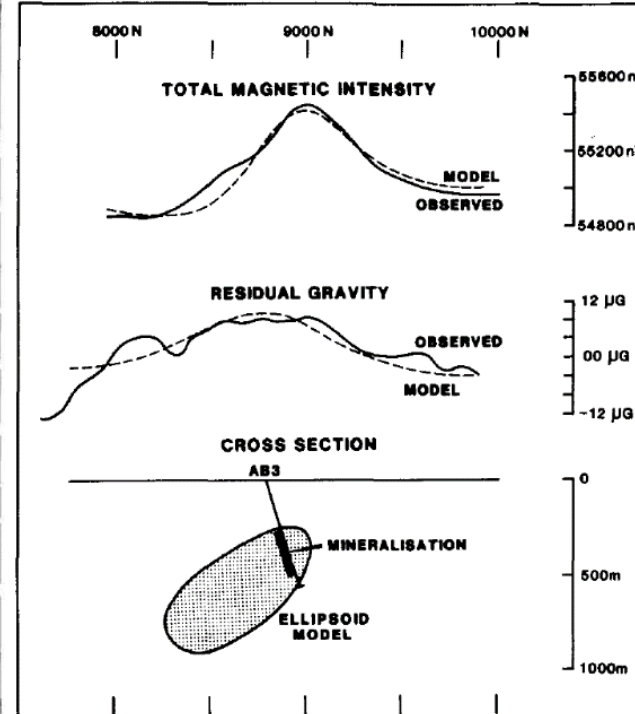 8000 N 9000 N 10000 N
TOTAL MAGNETIC INTENSITY
55600 n
55200 n
MODEL
OBSERVED
54800 n
RESIDUAL GRAVITY
12 µG
OBSERVED
00 µG
MODEL
-12 µG
CROSS SECTION
AB3
0
MINERALISATION
500m
ELLIPSOID
MODEL
1000m